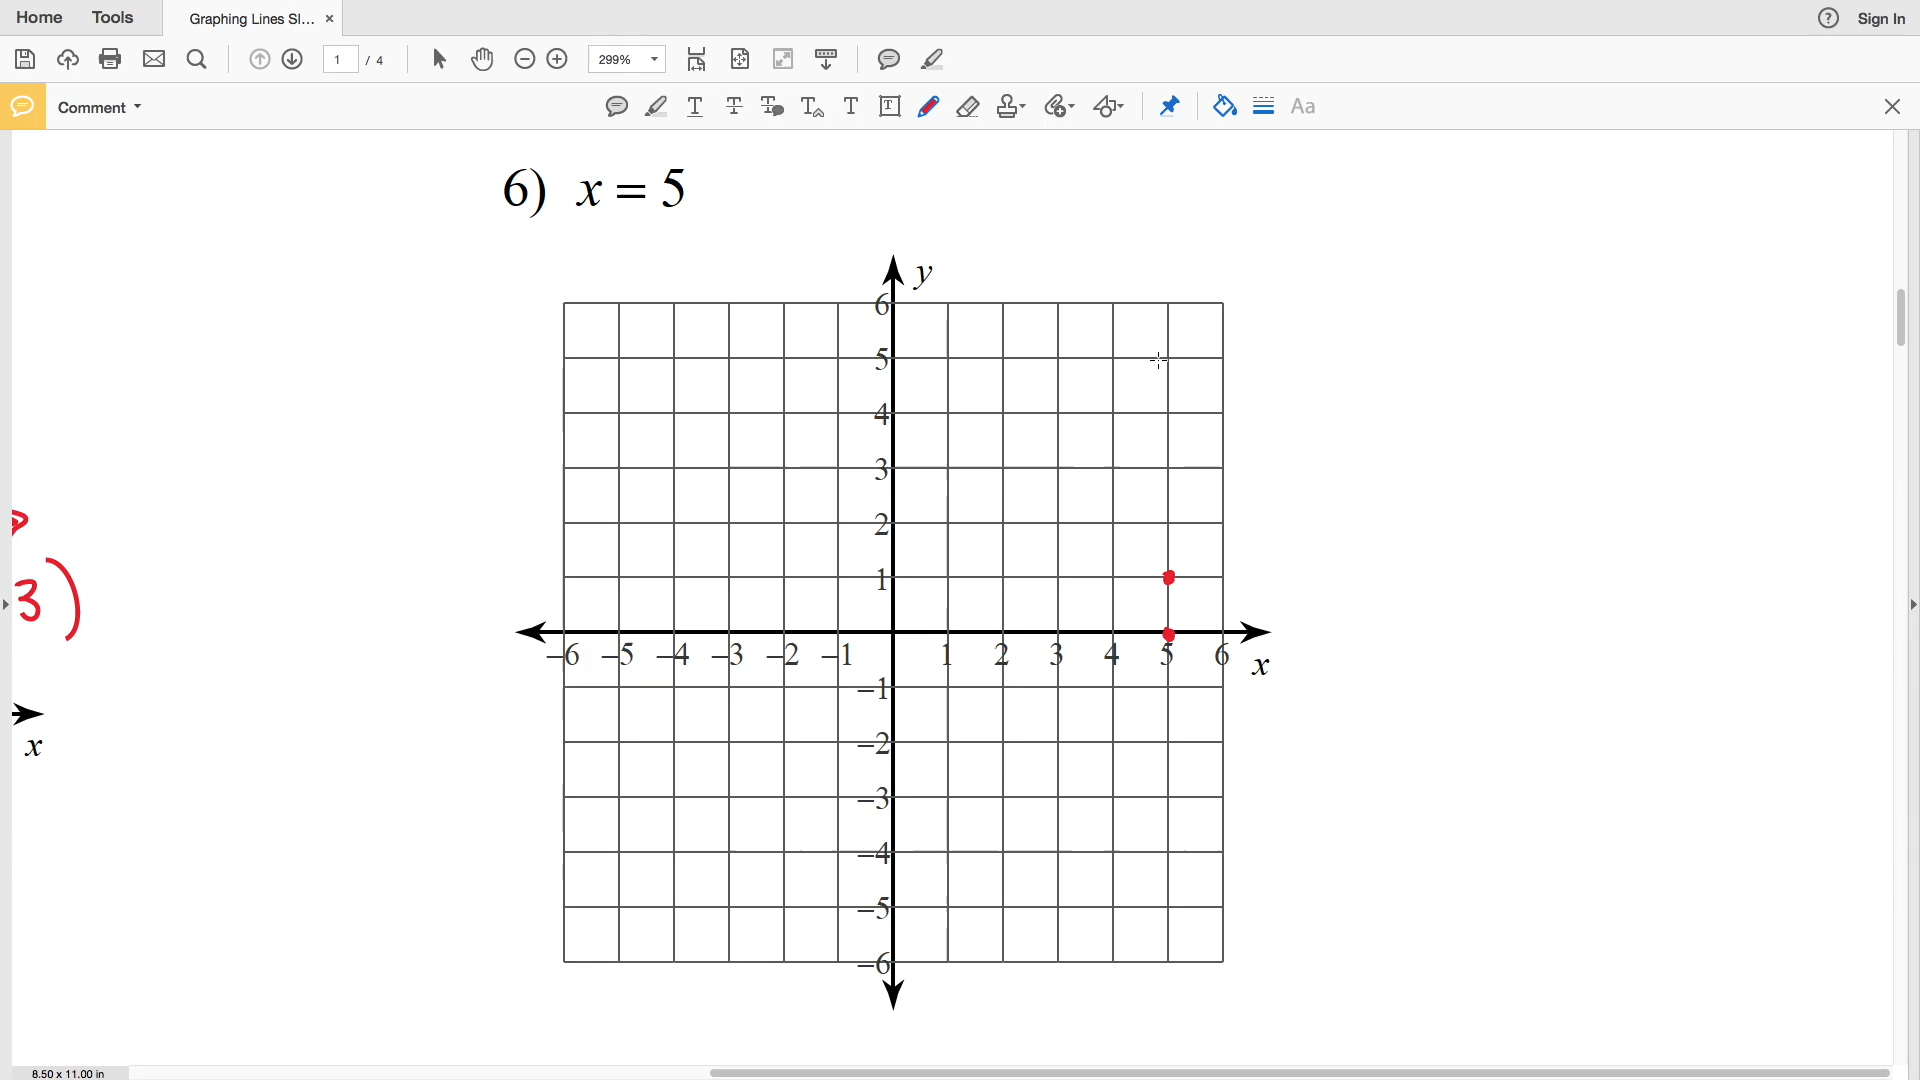 Home Tools Graphing Lines Sl... × ? Sign In
1 / 4 299%
Comment Aa
6) x = 5
y
6
5
4
3
2
1
3)
–6 –5 –4 –3 –2 –1 1 2 3 4 5 6
x
–1
x
–2
–3
–4
–5
–6
8.50 x 11.00 in